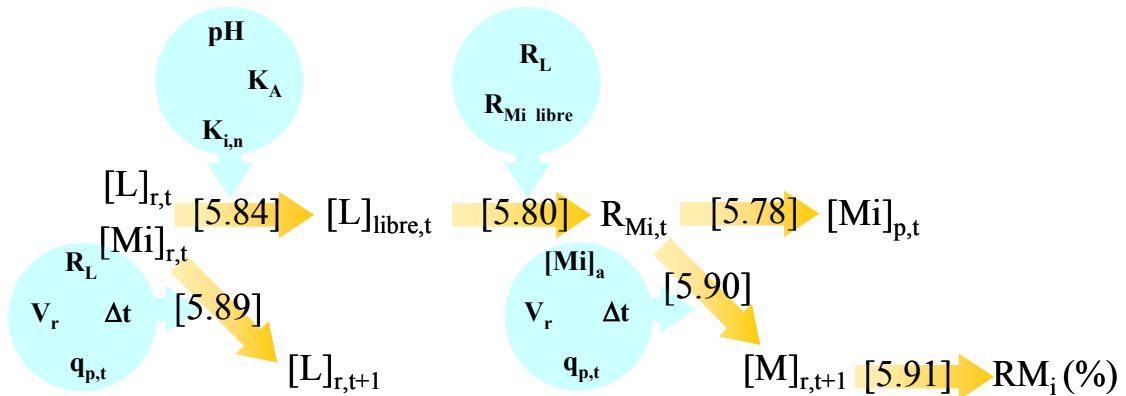 pH
K_A
K_i,n
R_L
R_Mi libre
[L]_r,t
[Mi]_r,t
[5.84]
[L]_libre,t
[5.80]
R_Mi,t
[5.78]
[Mi]_p,t
R_L
V_r Δt
q_p,t
[5.89]
[L]_r,t+1
[Mi]_a
V_r Δt
q_p,t
[5.90]
[M]_r,t+1
[5.91]
RM_i (%)